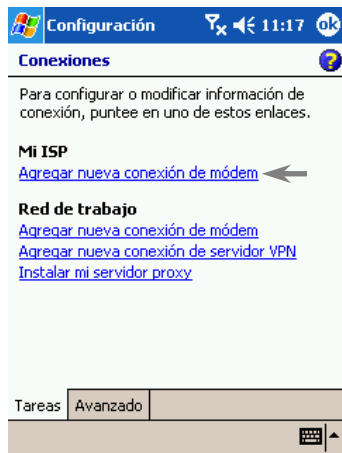 Configuración 11:17 ok
Conexiones ?
Para configurar o modificar información de
conexión, puntee en uno de estos enlaces.
Mi ISP
Agregar nueva conexión de módem
Red de trabajo
Agregar nueva conexión de módem
Agregar nueva conexión de servidor VPN
Instalar mi servidor proxy
Tareas Avanzado